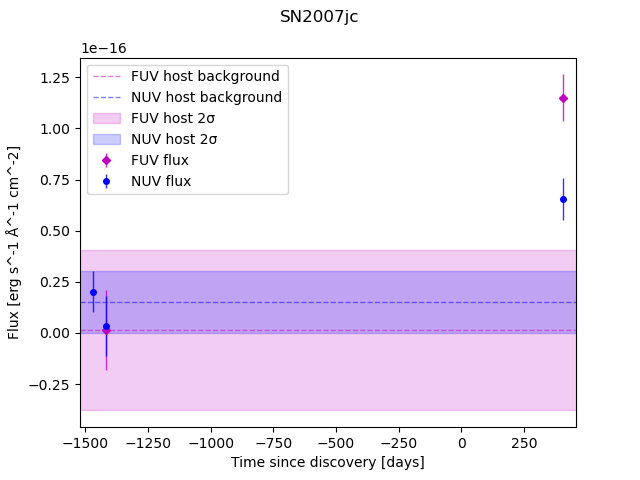 SN2007jc
1e−16
FUV host background
NUV host background
FUV host 2σ
NUV host 2σ
FUV flux
NUV flux
Flux [erg s^-1 Å^-1 cm^-2]
1.25
1.00
0.75
0.50
0.25
0.00
−0.25
−1500 −1250 −1000 −750 −500 −250 0 250
Time since discovery [days]